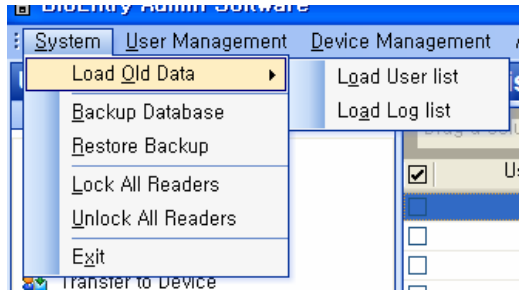 BioEntry Admin Software
System User Management Device Management
Load Old Data Load User list
Load Log list
Backup Database
Restore Backup
Lock All Readers
Unlock All Readers
Exit
Transfer to Device